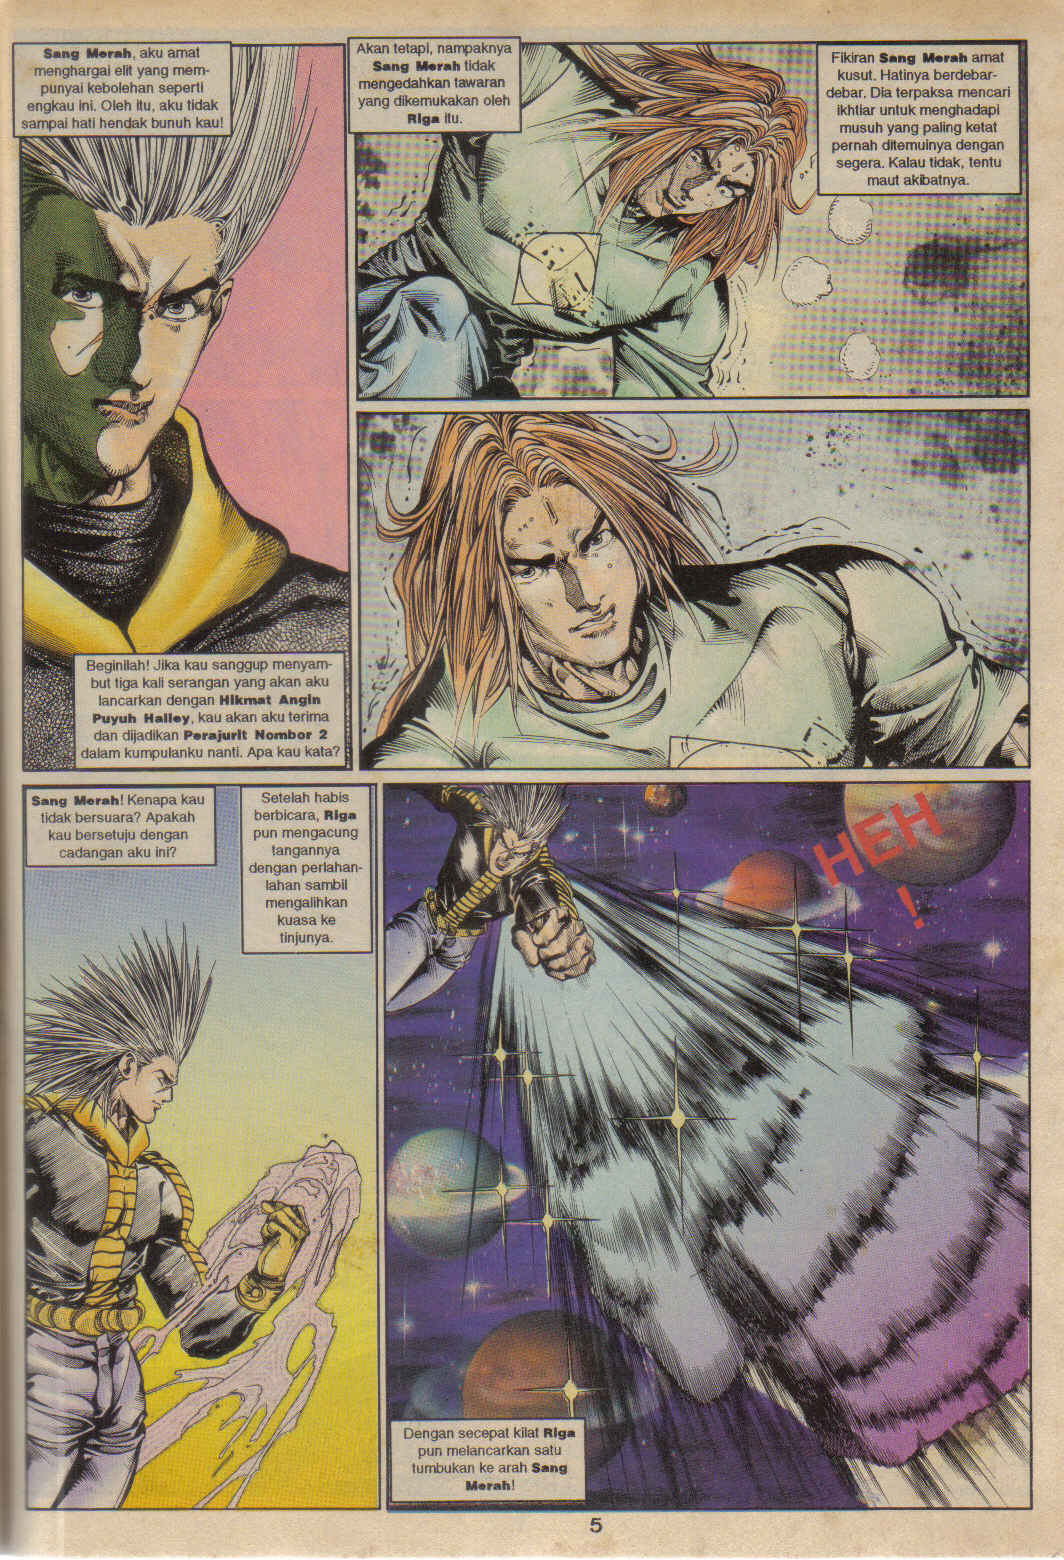 Sang Merah, aku amat
menghargai elit yang mem-
punyai kebolehan seperti
engkau ini. Oleh itu, aku tidak
sampai hati hendak bunuh kau!
Akan tetapi, nampaknya
Sang Merah tidak
mengedahkan tawaran
yang dikemukakan oleh
Riga itu.
Fikiran Sang Merah amat
kusut. Hatinya berdebar-
debar. Dia terpaksa mencari
ikhtiar untuk menghadapi
musuh yang paling ketat
pernah ditemuinya dengan
segera. Kalau tidak, tentu
maut akibatnya.
Beginilah! Jika kau sanggup menyam-
but tiga kali serangan yang akan aku
lancarkan dengan Hikmat Angin
Puyuh Halley, kau akan aku terima
dan dijadikan Perajurit Nombor 2
dalam kumpulanku nanti. Apa kau kata?
Sang Merah! Kenapa kau
tidak bersuara? Apakah
kau bersetuju dengan
cadangan aku ini?
Setelah habis
berbicara, Riga
pun mengacung
tangannya
dengan perlahan-
lahan sambil
mengalihkan
kuasa ke
tinjunya.
HEH
!
Dengan secepat kilat Riga
pun melancarkan satu
tumbukan ke arah Sang
Merah!
5